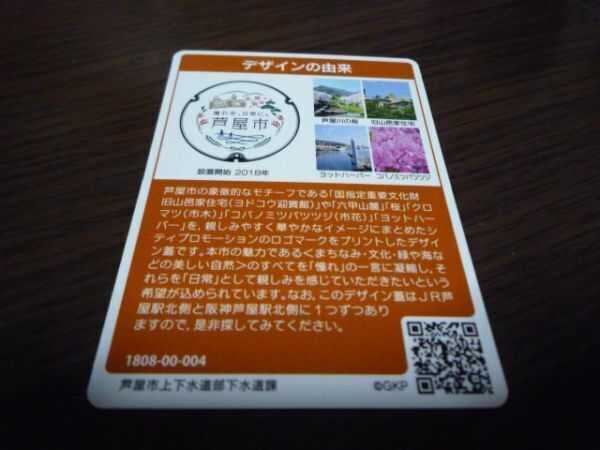 デザインの由来
憧れを、日常に。
芦屋市
設置開始 2018年
芦屋川の桜
旧山邑家住宅
ヨットハーバー
コバノミツバツツジ
芦屋市の象徴的なモチーフである「国指定重要文化財
旧山邑家住宅(ヨドコウ迎賓館)」や「六甲山麓」「桜」「クロ
マツ(市木)」「コバノミツバツツジ(市花)」「ヨットハー
バー」を、親しみやすく華やかなイメージにまとめたシ
ティプロモーションのロゴマークをプリントしたデザイ
ン蓋です。本市の魅力である<まちなみ・文化・緑や海な
どの美しい自然>のすべてを「憧れ」の一言に凝縮し、そ
れらを「日常」として親しみを感じていただきたいという
希望が込められています。なお、このデザイン蓋はJR芦
屋駅北側と阪神芦屋駅北側に1つずつあり
ますので、是非探してみてください。
1808-00-004
芦屋市上下水道部下水道課
©GKP